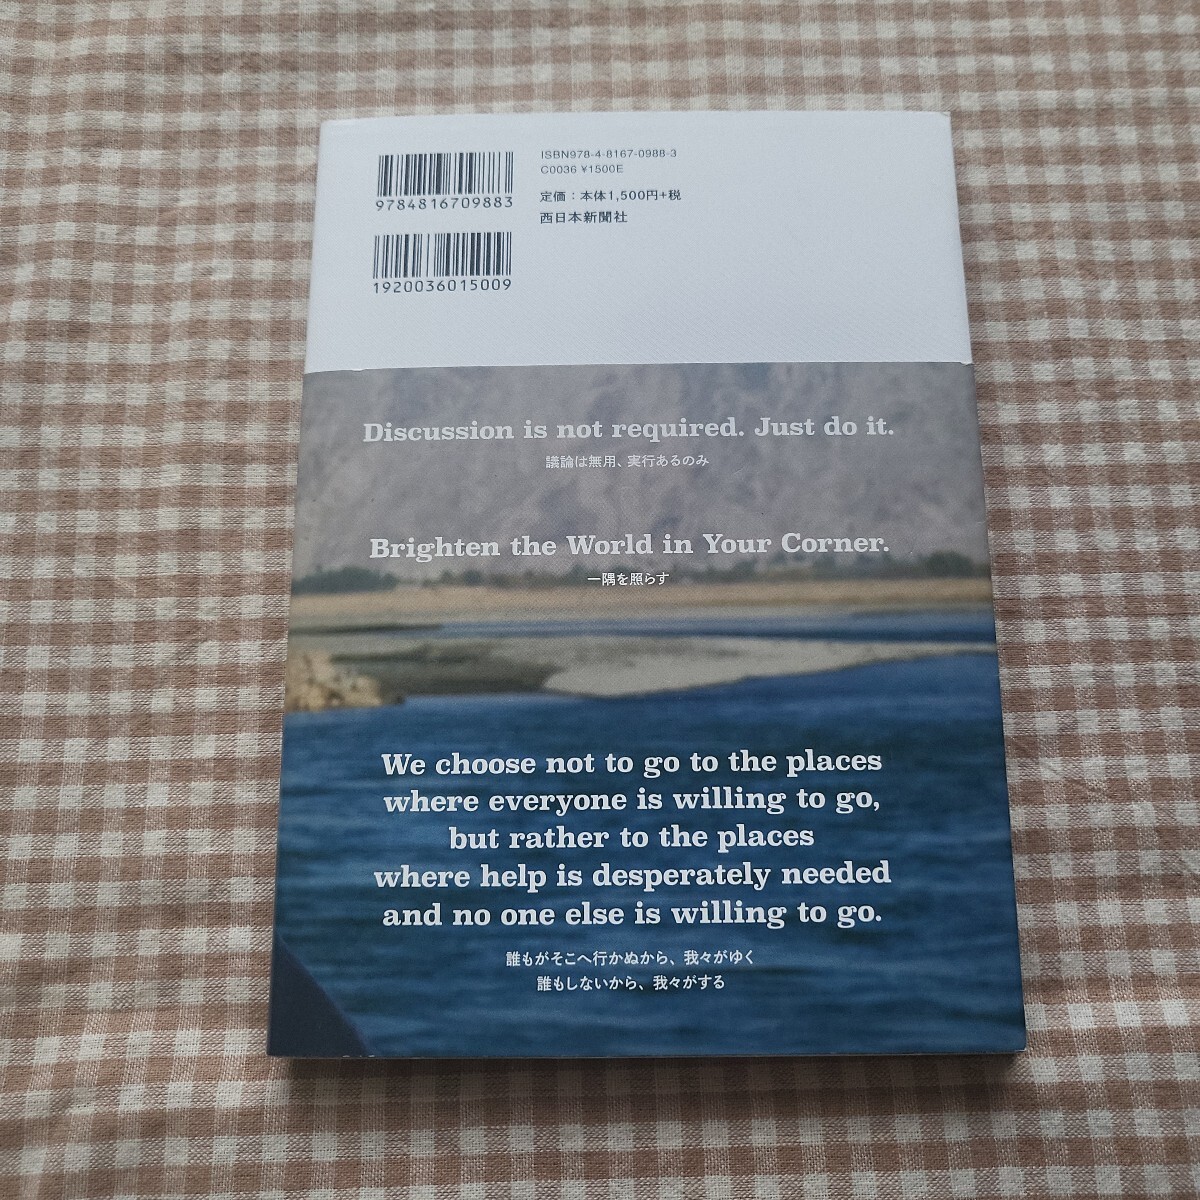 ISBN978-4-8167-0988-3
C0036 ¥1500E
9784816709883
定価:本体1,500円+税
西日本新聞社
1920036015009
Discussion is not required. Just do it.
議論は無用、実行あるのみ
Brighten the World in Your Corner.
一隅を照らす
We choose not to go to the places
where everyone is willing to go,
but rather to the places
where help is desperately needed
and no one else is willing to go.
誰もがそこへ行かぬから、我々がゆく
誰もしないから、我々がする